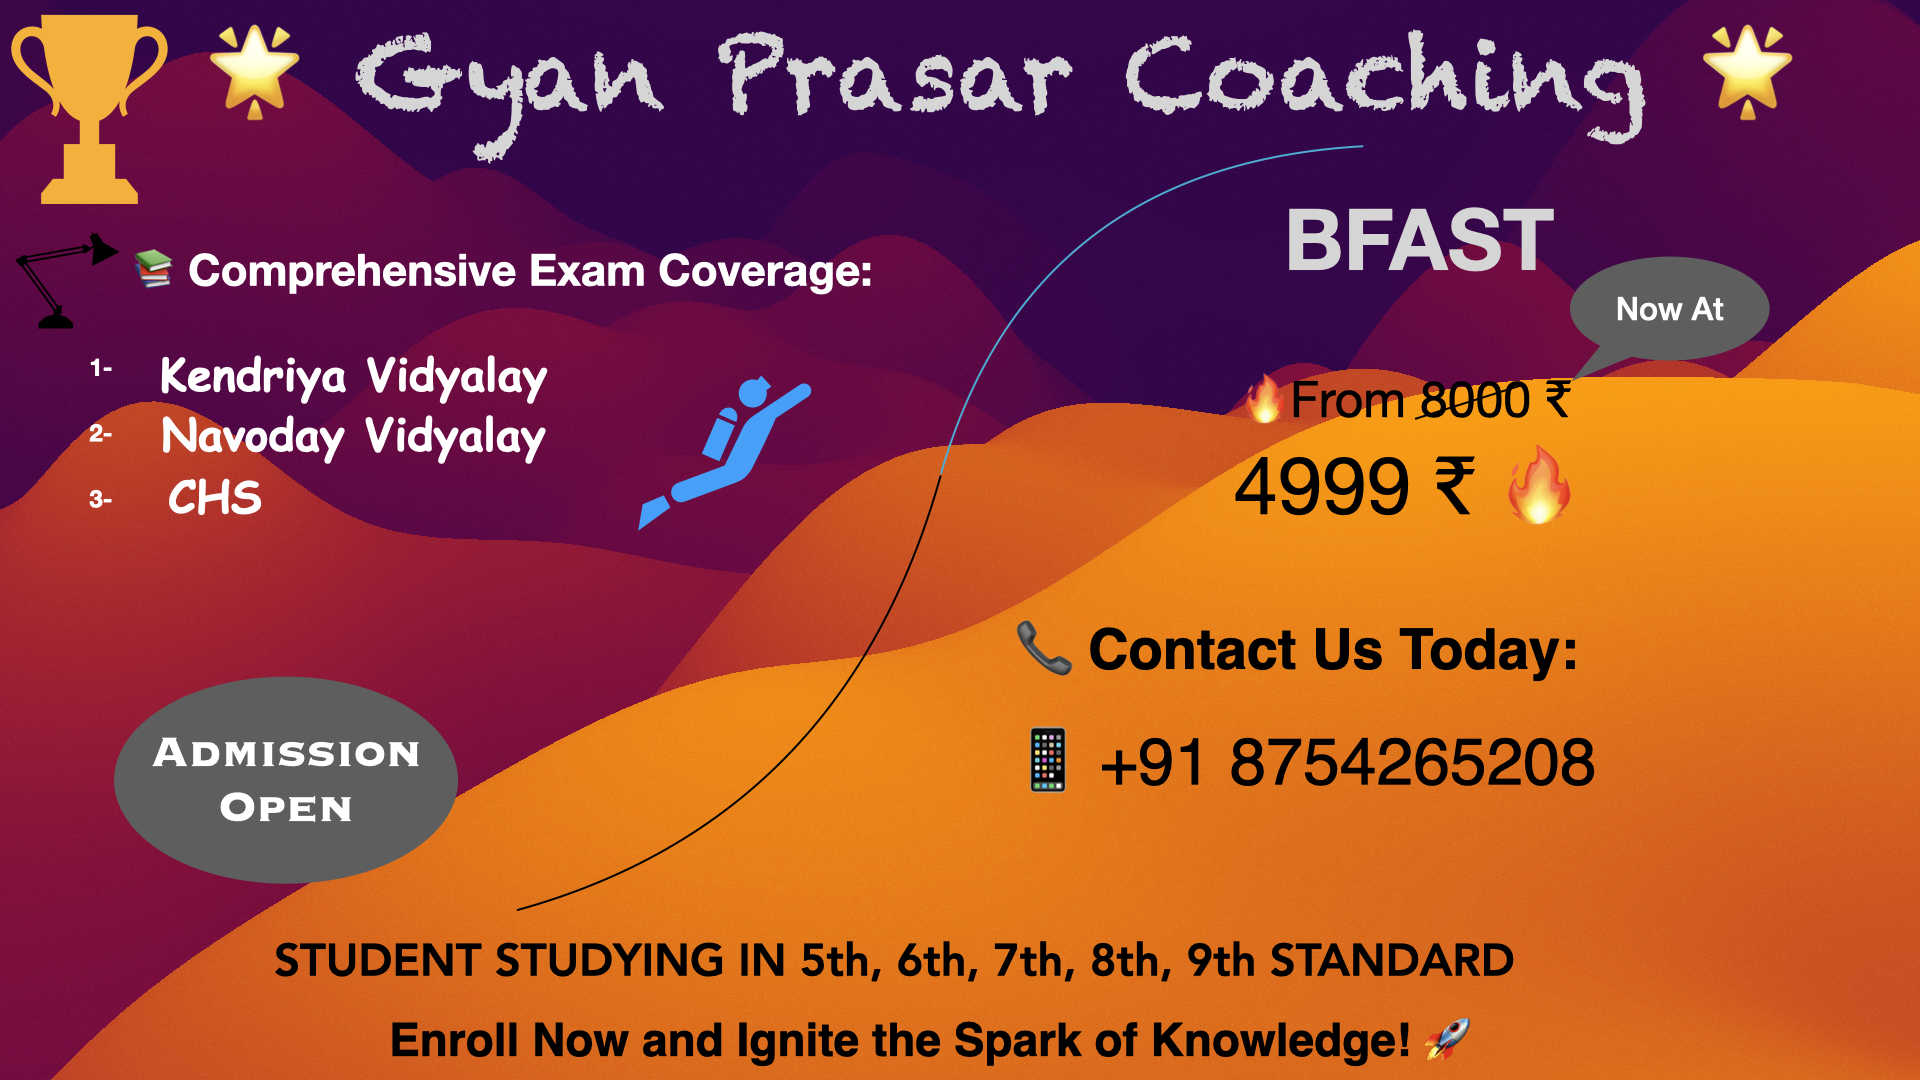 🌟 Gyan Prasar Coaching 🌟
📚 Comprehensive Exam Coverage:
1- Kendriya Vidyalay
2- Navoday Vidyalay
3- CHS
BFAST
Now At
🔥From 8000 ₹
4999 ₹ 🔥
📞 Contact Us Today:
📱 +91 8754265208
ADMISSION
OPEN
STUDENT STUDYING IN 5th, 6th, 7th, 8th, 9th STANDARD
Enroll Now and Ignite the Spark of Knowledge! 🚀